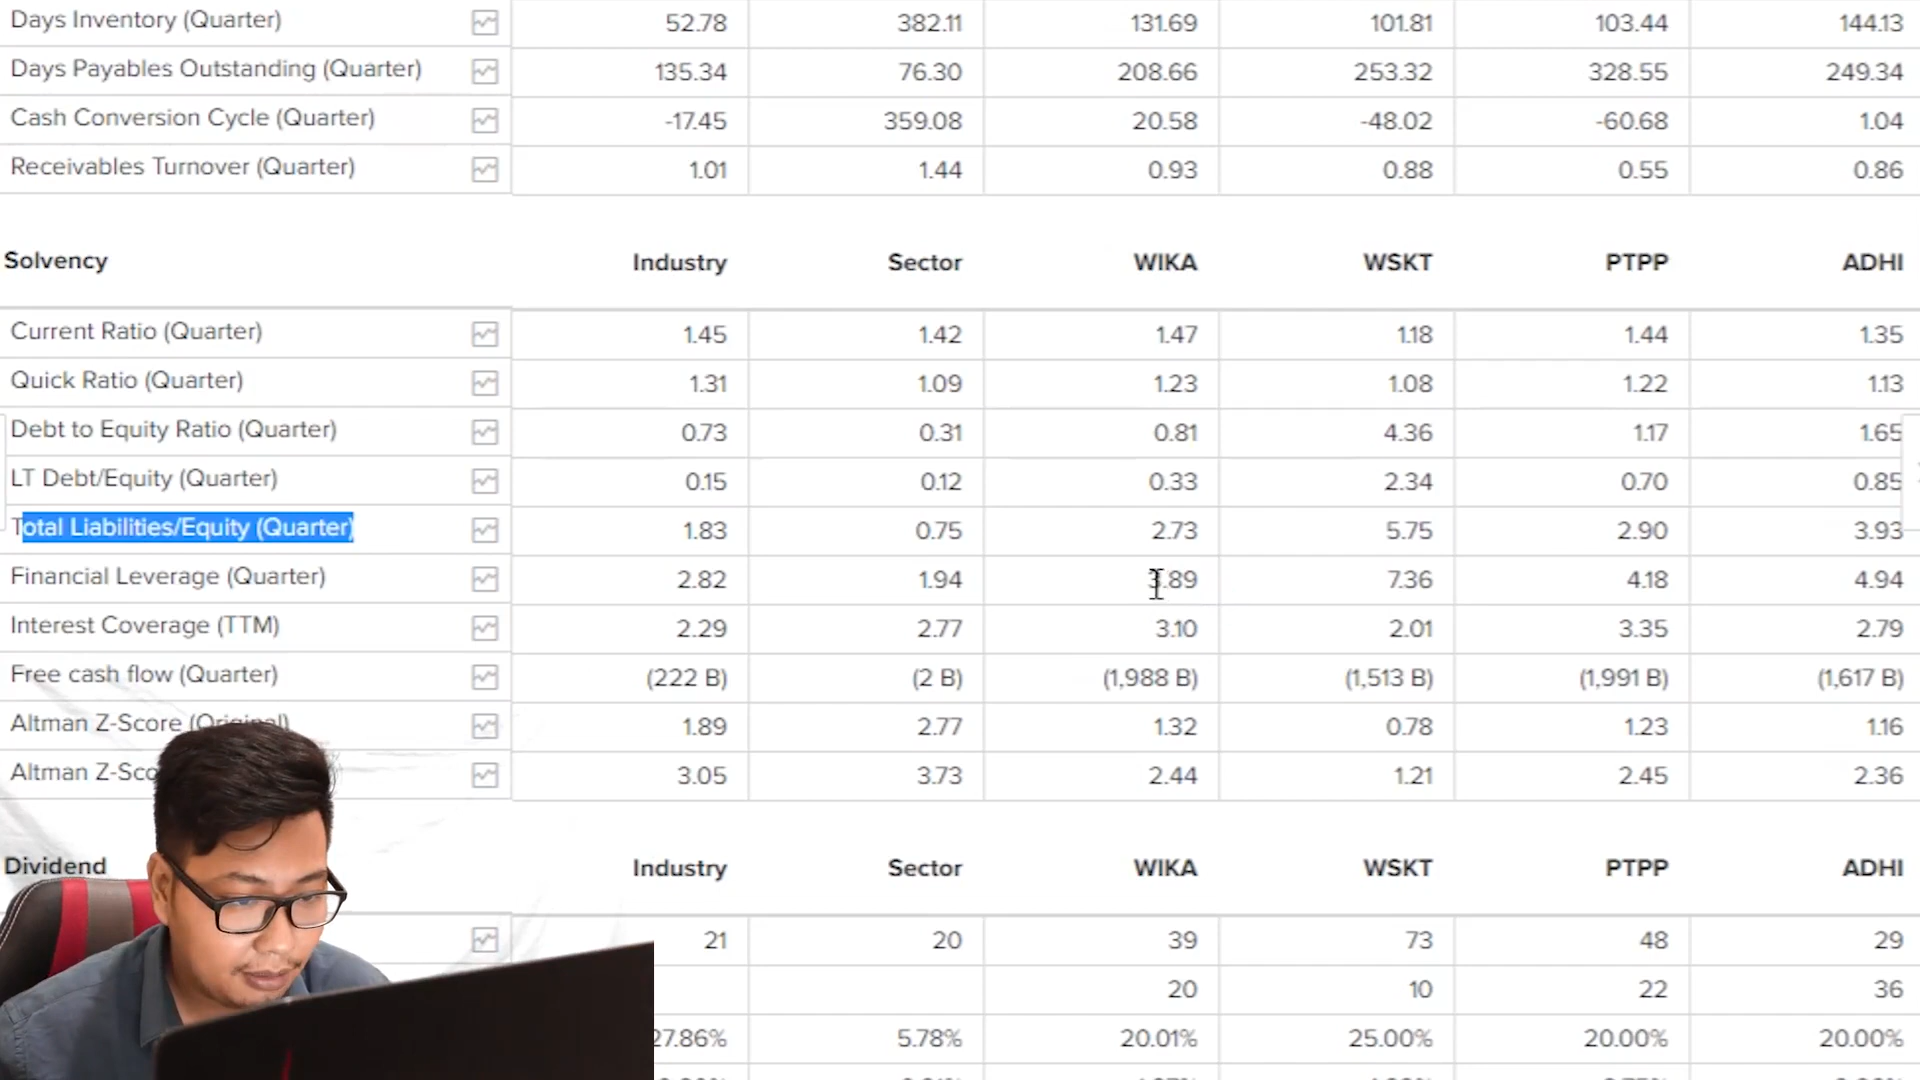 Days Inventory (Quarter) 52.78 382.11 131.69 101.81 103.44 144.13
Days Payables Outstanding (Quarter) 135.34 76.30 208.66 253.32 328.55 249.34
Cash Conversion Cycle (Quarter) -17.45 359.08 20.58 -48.02 -60.68 1.04
Receivables Turnover (Quarter) 1.01 1.44 0.93 0.88 0.55 0.86
Solvency Industry Sector WIKA WSKT PTPP ADHI
Current Ratio (Quarter) 1.45 1.42 1.47 1.18 1.44 1.35
Quick Ratio (Quarter) 1.31 1.09 1.23 1.08 1.22 1.13
Debt to Equity Ratio (Quarter) 0.73 0.31 0.81 4.36 1.17 1.65
LT Debt/Equity (Quarter) 0.15 0.12 0.33 2.34 0.70 0.85
Total Liabilities/Equity (Quarter) 1.83 0.75 2.73 5.75 2.90 3.93
Financial Leverage (Quarter) 2.82 1.94 3.89 7.36 4.18 4.94
Interest Coverage (TTM) 2.29 2.77 3.10 2.01 3.35 2.79
Free cash flow (Quarter) (222 B) (2 B) (1,988 B) (1,513 B) (1,991 B) (1,617 B)
Altman Z-Score (Original) 1.89 2.77 1.32 0.78 1.23 1.16
Altman Z-Sco 3.05 3.73 2.44 1.21 2.45 2.36
Dividend Industry Sector WIKA WSKT PTPP ADHI
21 20 39 73 48 29
20 10 22 36
27.86% 5.78% 20.01% 25.00% 20.00% 20.00%